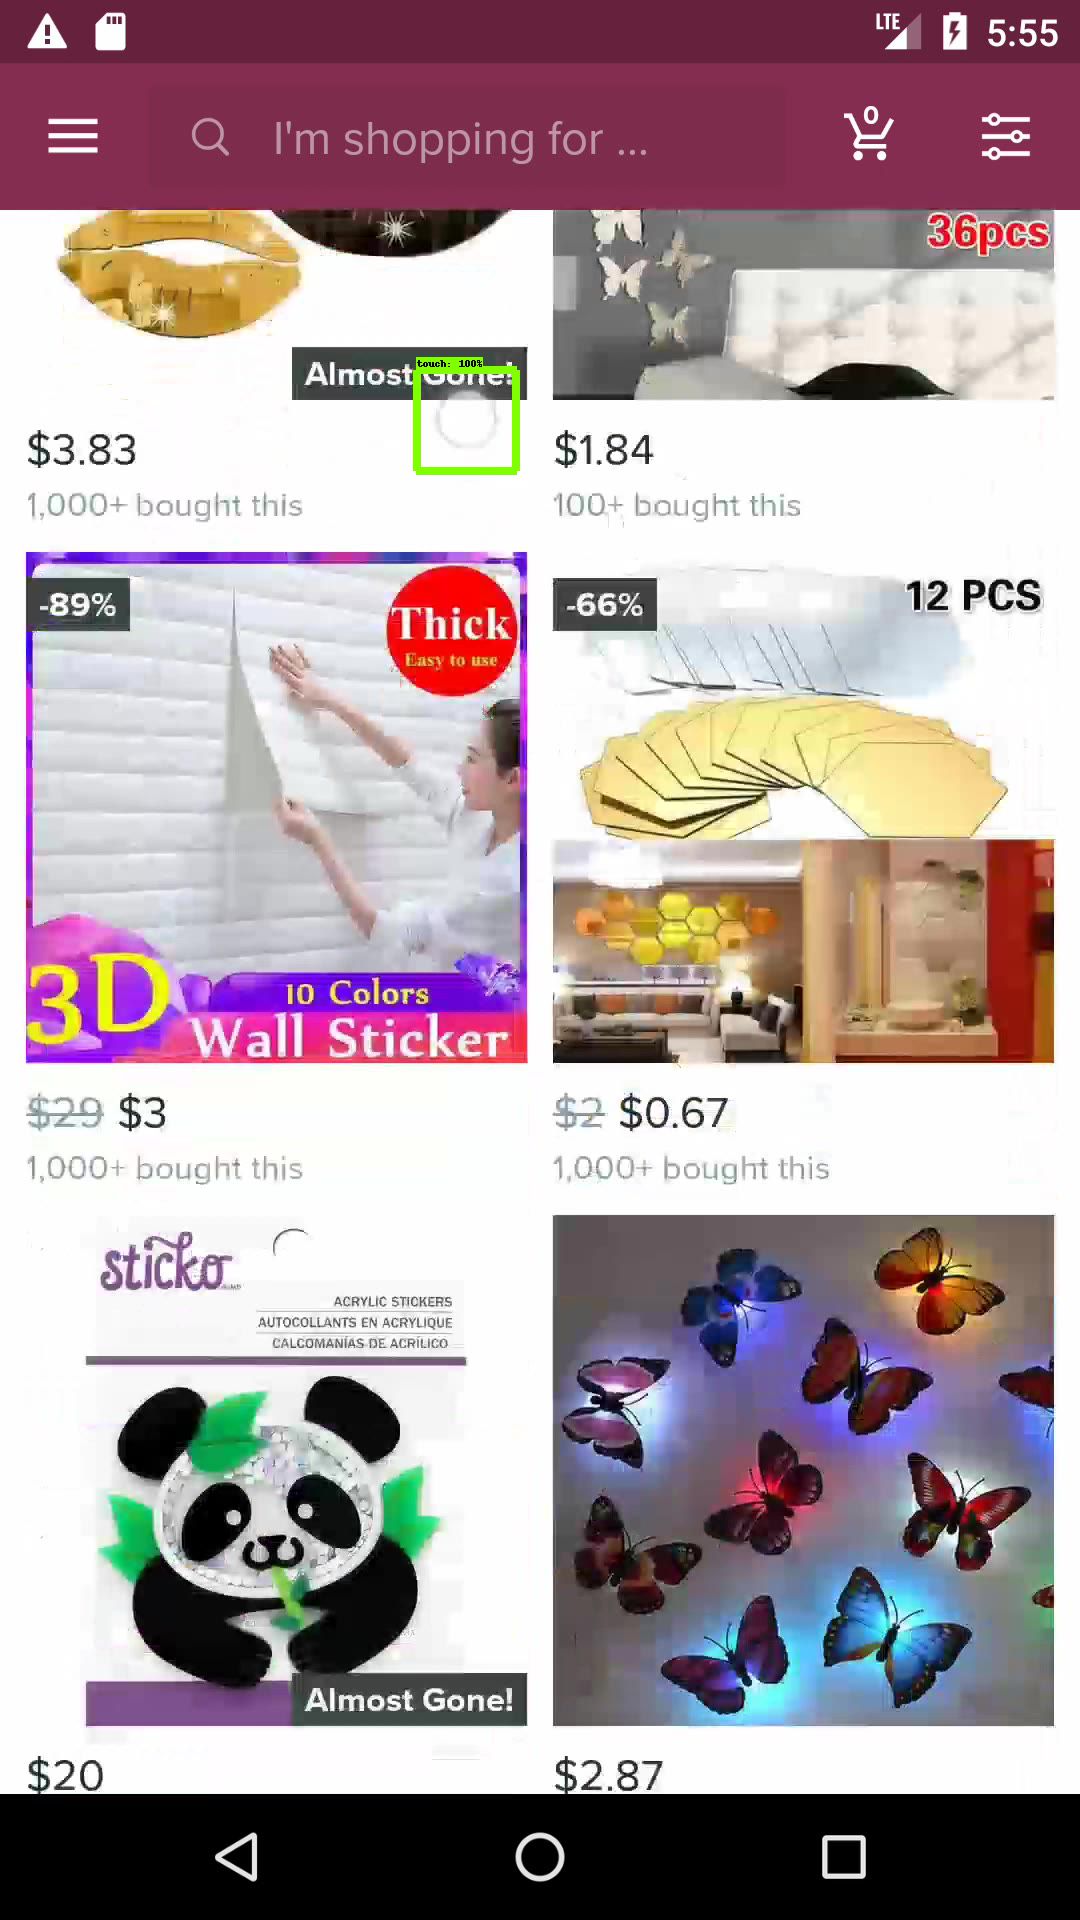 LTE 5:55
I'm shopping for ...
0
36pcs
Almost Gone!
touch: 100%
$3.83
$1.84
1,000+ bought this
100+ bought this
-89%
Thick
Easy to use
-66%
12 PCS
3D
10 Colors
Wall Sticker
$29 $3
$2 $0.67
1,000+ bought this
1,000+ bought this
sticko
ACRYLIC STICKERS
AUTOCOLLANTS EN ACRYLIQUE
CALCOMANÍAS DE ACRÍLICO
Almost Gone!
$20
$2.87